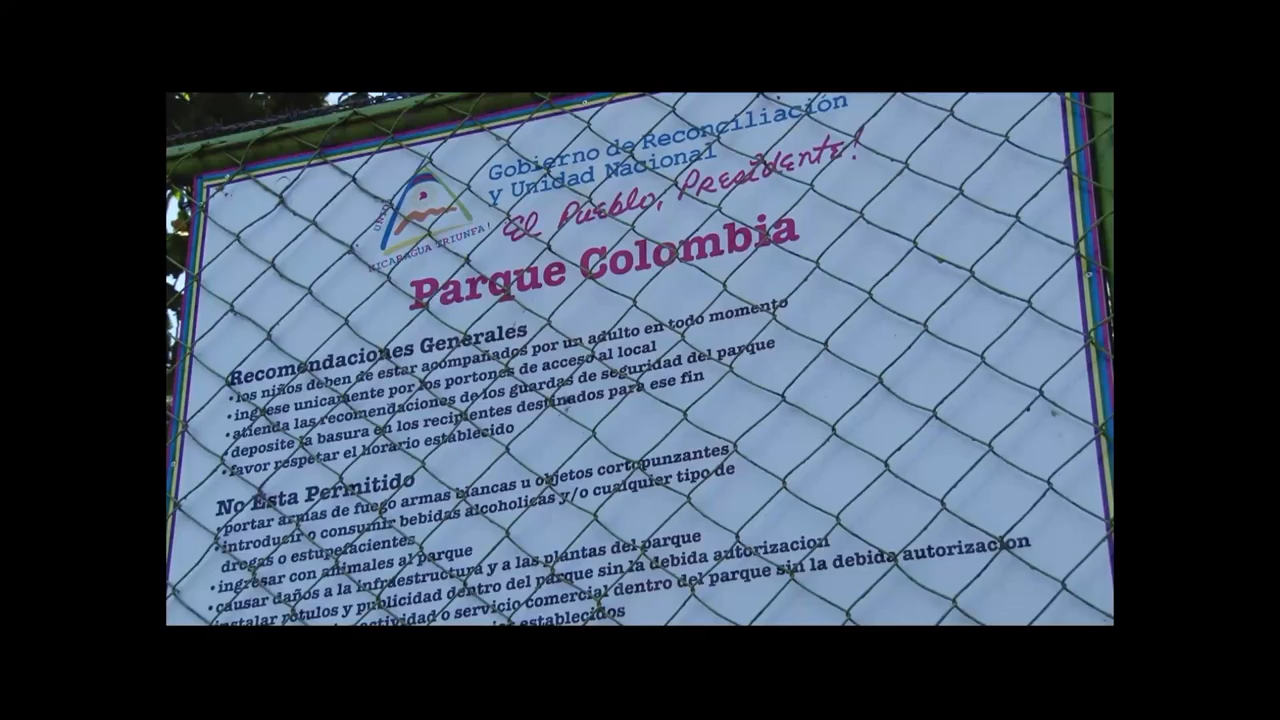 Gobierno de Reconciliación
y Unidad Nacional
El Pueblo, Presidente!
UNIDA
NICARAGUA TRIUNFA!
Parque Colombia
Recomendaciones Generales
• los niños deben de estar acompañados por un adulto en todo momento
• ingrese unicamente por los portones de acceso al local
• atienda las recomendaciones de los guardas de seguridad del parque
• deposite la basura en los recipientes destinados para ese fin
• favor respetar el horario establecido
No Esta Permitido
• portar armas de fuego armas blancas u objetos cortopunzantes
• introducir o consumir bebidas alcoholicas y/o cualquier tipo de
drogas o estupefacientes
• ingresar con animales al parque
• causar daños a la infraestructura y a las plantas del parque
instalar rotulos y publicidad dentro del parque sin la debida autorizacion
actividad o servicio comercial dentro del parque sin la debida autorizacion
establecidos